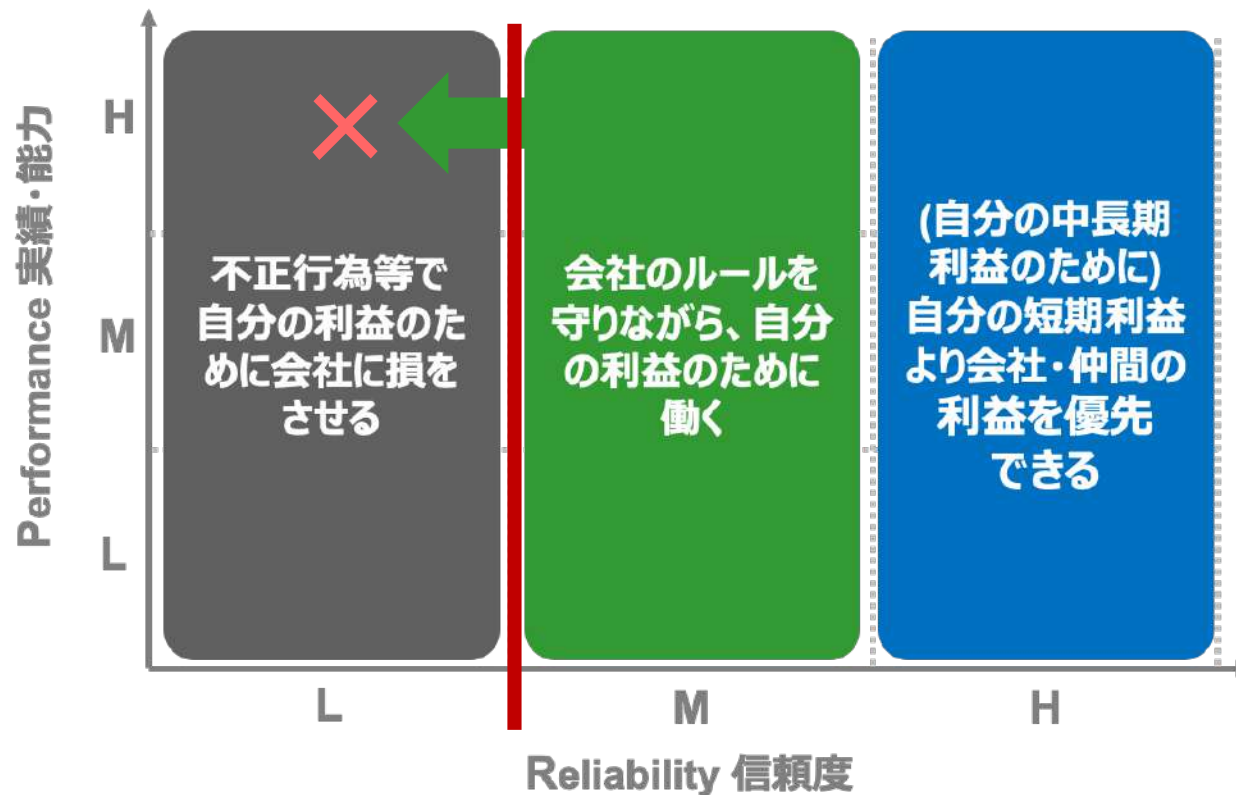 Performance 実績・能力
H
M
L
不正行為等で
自分の利益のた
めに会社に損を
させる
会社のルールを
守りながら、自分
の利益のために
働く
(自分の中長期
利益のために)
自分の短期利益
より会社・仲間の
利益を優先
できる
L
M
H
Reliability 信頼度